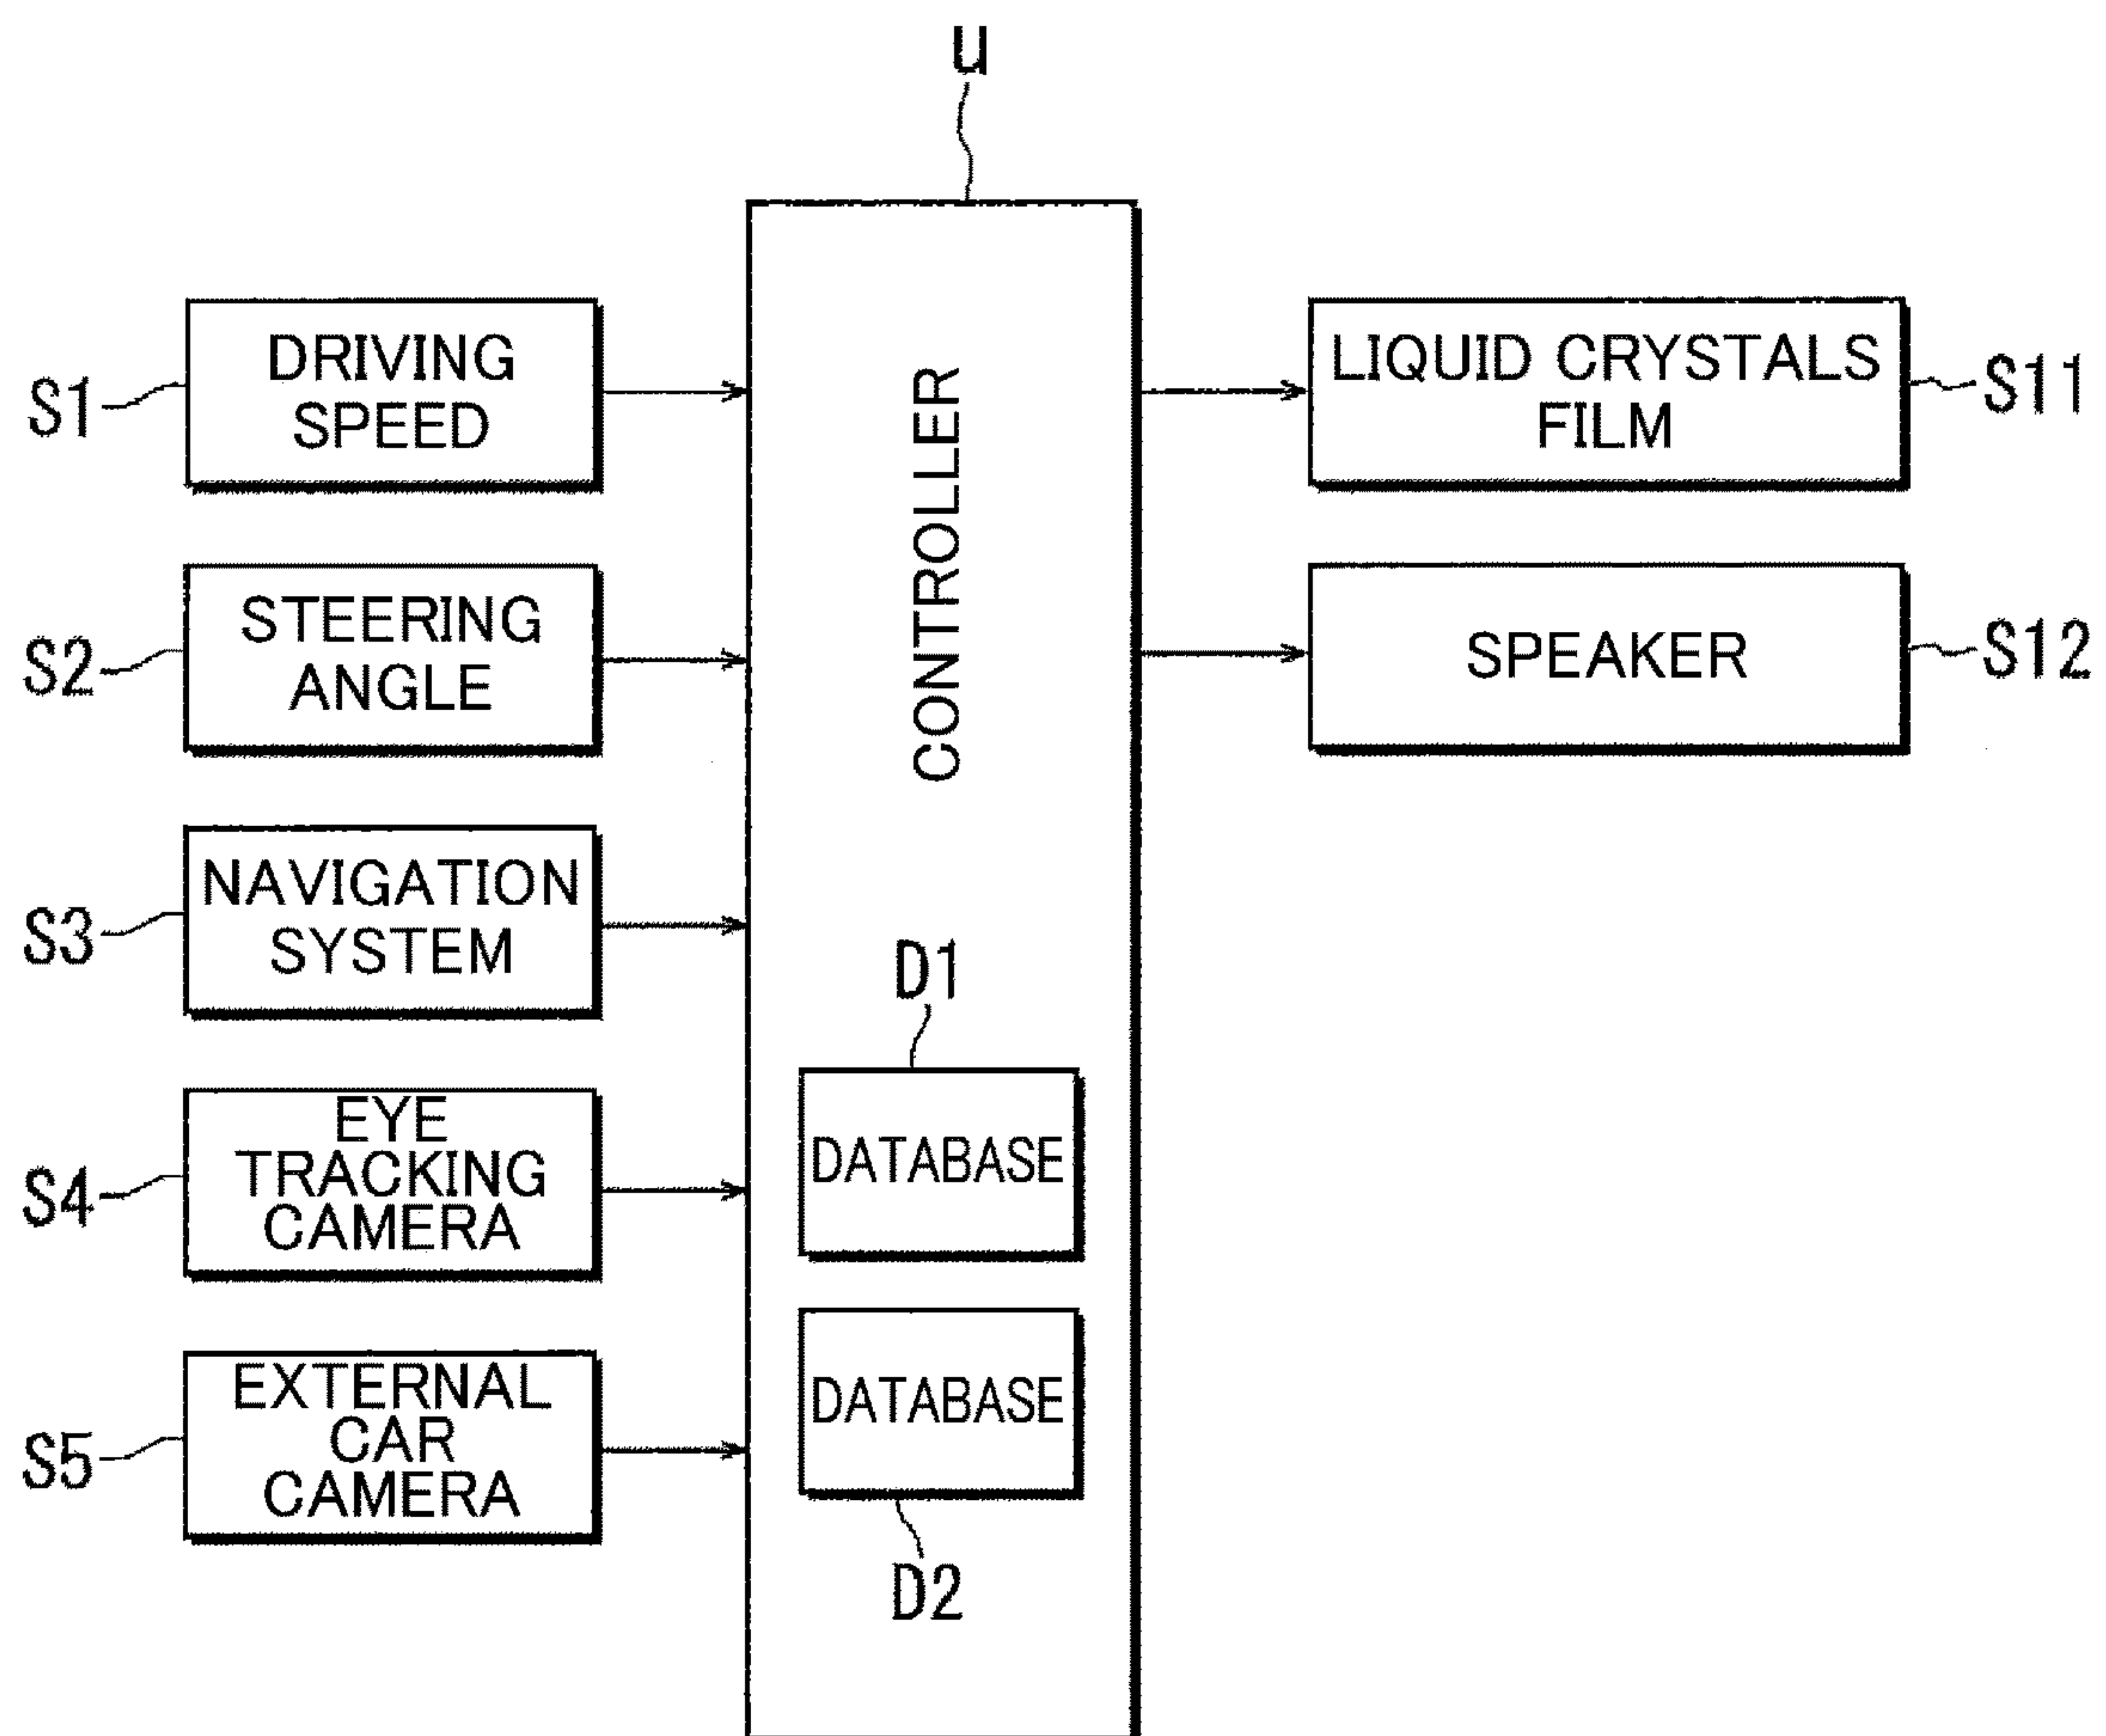 U
S1
DRIVING
SPEED
S2
STEERING
ANGLE
S3
NAVIGATION
SYSTEM
S4
EYE
TRACKING
CAMERA
S5
EXTERNAL
CAR
CAMERA
CONTROLLER
D1
DATABASE
DATABASE
D2
LIQUID CRYSTALS
FILM
S11
SPEAKER
S12